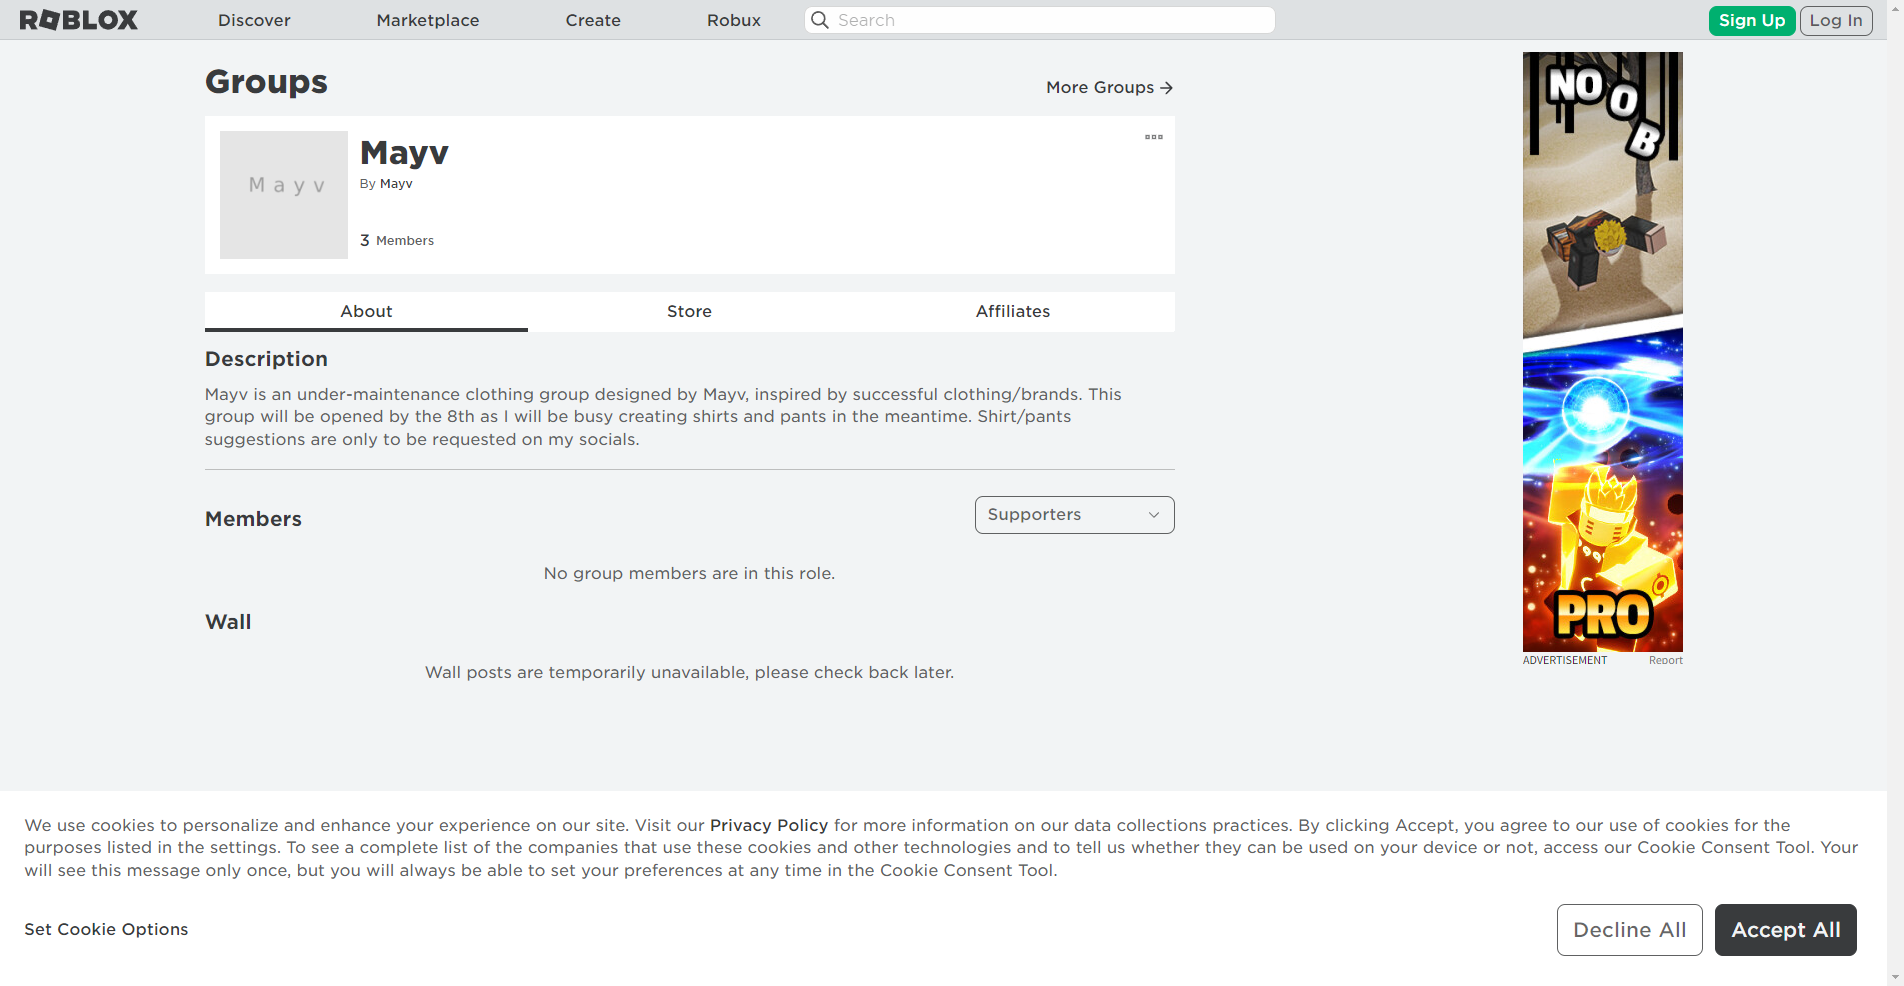 ROBLOX Discover Marketplace Create Robux Search Sign Up Log In
Groups
More Groups
Mayv
Mayv
By Mayv
3 Members
About Store Affiliates
Description
Mayv is an under-maintenance clothing group designed by Mayv, inspired by successful clothing/brands. This
group will be opened by the 8th as I will be busy creating shirts and pants in the meantime. Shirt/pants
suggestions are only to be requested on my socials.
Members
Supporters
No group members are in this role.
Wall
Wall posts are temporarily unavailable, please check back later.
NOOB
PRO
ADVERTISEMENT Report
We use cookies to personalize and enhance your experience on our site. Visit our Privacy Policy for more information on our data collections practices. By clicking Accept, you agree to our use of cookies for the
purposes listed in the settings. To see a complete list of the companies that use these cookies and other technologies and to tell us whether they can be used on your device or not, access our Cookie Consent Tool. Your
will see this message only once, but you will always be able to set your preferences at any time in the Cookie Consent Tool.
Set Cookie Options
Decline All
Accept All